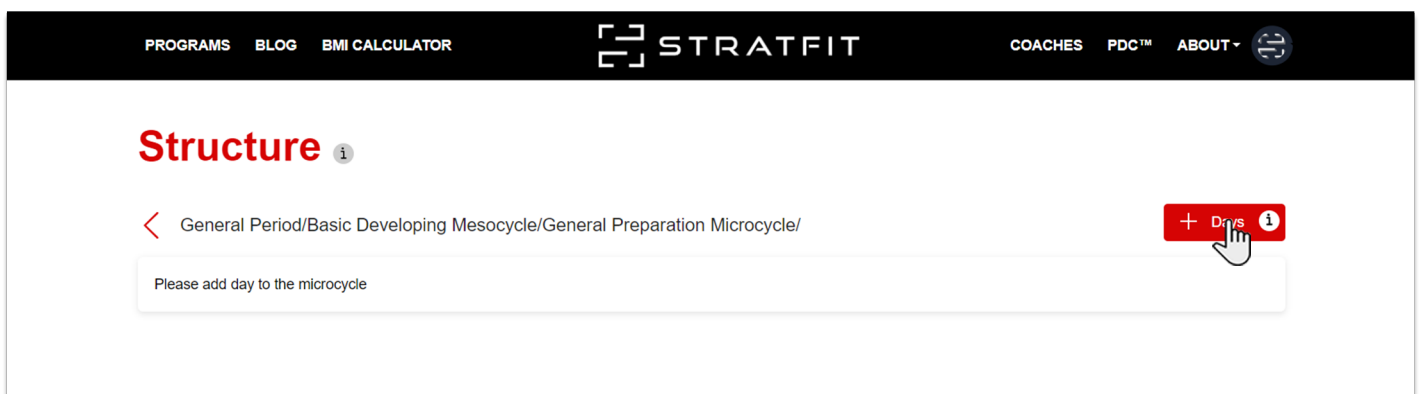 PROGRAMS BLOG BMI CALCULATOR STRATFIT COACHES PDC™ ABOUT
Structure i
General Period/Basic Developing Mesocycle/General Preparation Microcycle/ + Days i
Please add day to the microcycle